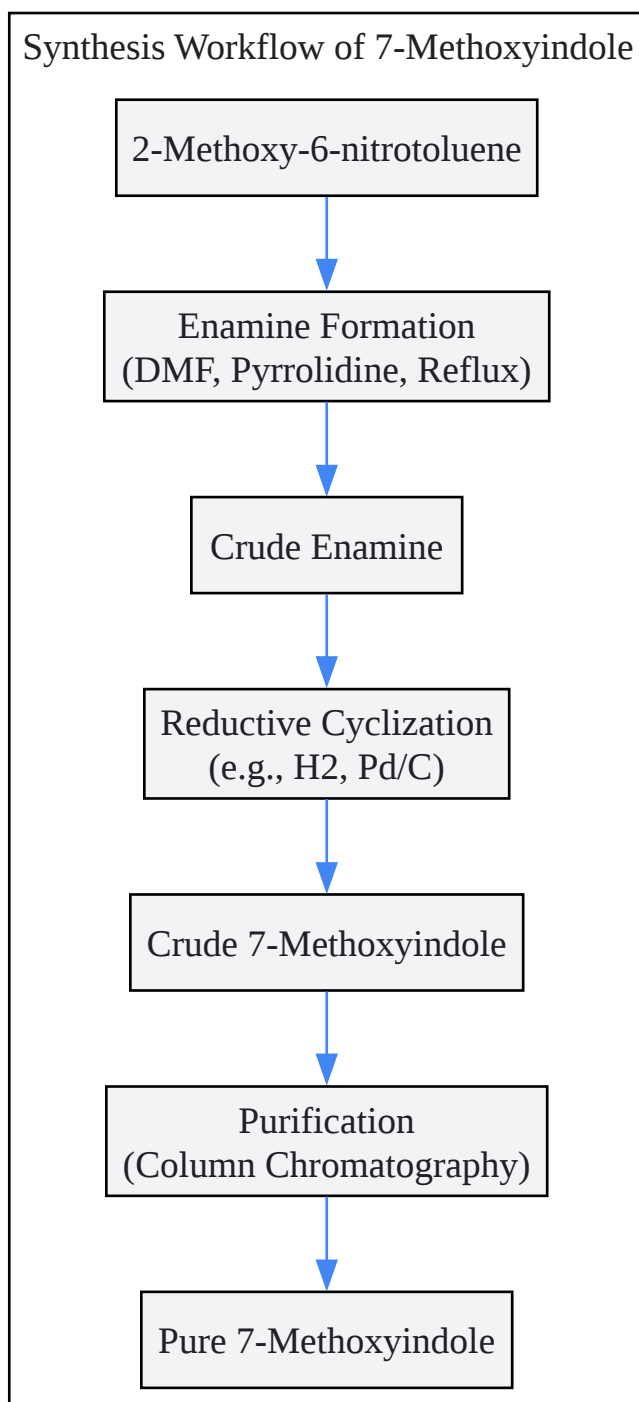 Synthesis Workflow of 7-Methoxyindole
2-Methoxy-6-nitrotoluene
Enamine Formation
(DMF, Pyrrolidine, Reflux)
Crude Enamine
Reductive Cyclization
(e.g., H2, Pd/C)
Crude 7-Methoxyindole
Purification
(Column Chromatography)
Pure 7-Methoxyindole